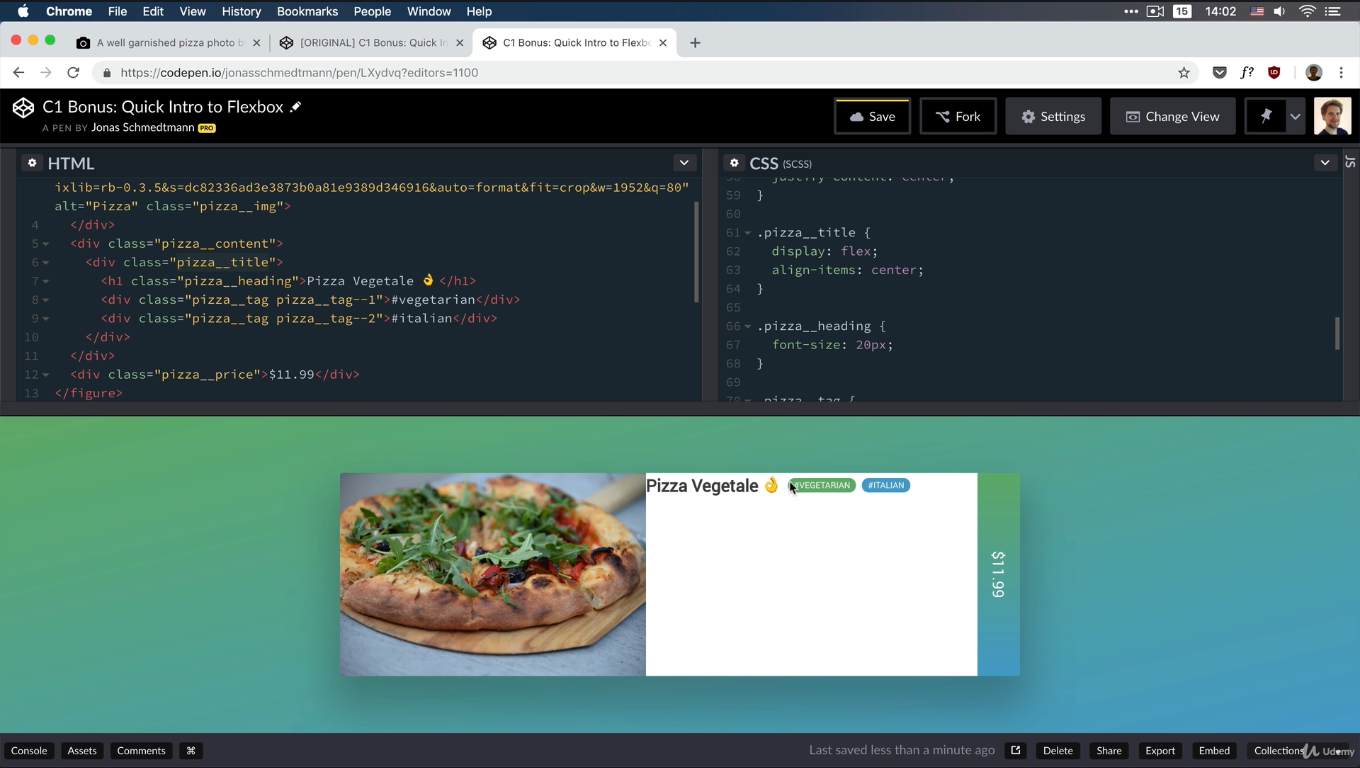 Chrome File Edit View History Bookmarks People Window Help
15 14:02
A well garnished pizza photo b
[ORIGINAL] C1 Bonus: Quick In
C1 Bonus: Quick Intro to Flexbo
https://codepen.io/jonasschmedtmann/pen/LXydvq?editors=1100
f?
C1 Bonus: Quick Intro to Flexbox
A PEN BY Jonas Schmedtmann PRO
Save
Fork
Settings
Change View
HTML
ixlib=rb-0.3.5&s=dc82336ad3e3873b0a81e9389d346916&auto=format&fit=crop&w=1952&q=80"
alt="Pizza" class="pizza__img">
4 </div>
5 <div class="pizza__content">
6 <div class="pizza__title">
7 <h1 class="pizza__heading">Pizza Vegetale 👌</h1>
8 <div class="pizza__tag pizza__tag--1">#vegetarian</div>
9 <div class="pizza__tag pizza__tag--2">#italian</div>
10 </div>
11 </div>
12 <div class="pizza__price">$11.99</div>
13 </figure>
CSS (SCSS)
58 justify-content: center;
59 }
60
61 .pizza__title {
62 display: flex;
63 align-items: center;
64 }
65
66 .pizza__heading {
67 font-size: 20px;
68 }
69
70 .pizza__tag {
JS
Pizza Vegetale 👌 #VEGETARIAN #ITALIAN
$11.99
Console Assets Comments ⌘
Last saved less than a minute ago
Delete Share Export Embed Collections
Udemy